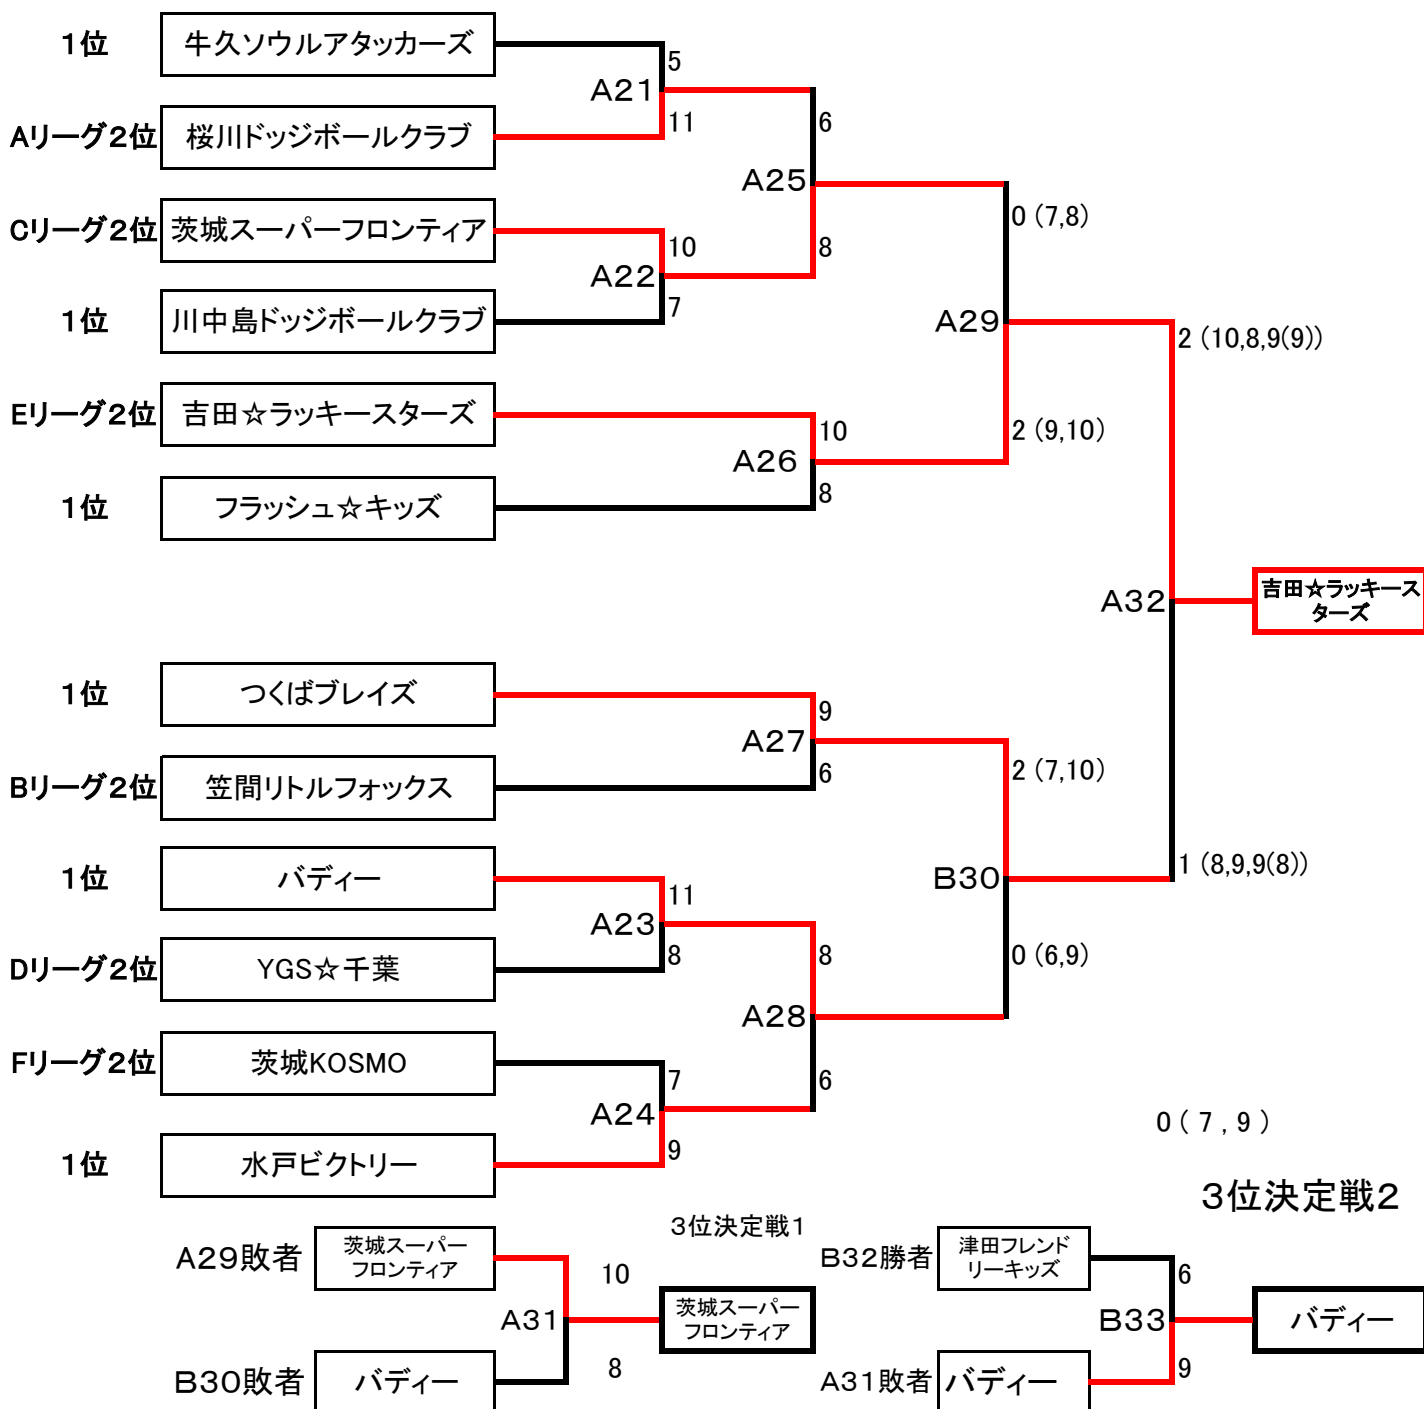 1位 牛久ソウルアタッカーズ
5
A21
Aリーグ2位 桜川ドッジボールクラブ
11
6
A25
Cリーグ2位 茨城スーパーフロンティア
10
8
0 (7,8)
A22
1位 川中島ドッジボールクラブ
7
A29
2 (10,8,9(9))
Eリーグ2位 吉田☆ラッキースターズ
10
2 (9,10)
A26
1位 フラッシュ☆キッズ
8
A32
吉田☆ラッキース
ターズ
1位 つくばブレイズ
9
A27
2 (7,10)
Bリーグ2位 笠間リトルフォックス
6
1位 バディー
11
B30
1 (8,9,9(8))
A23
Dリーグ2位 YGS☆千葉
8
8
0 (6,9)
A28
Fリーグ2位 茨城KOSMO
7
6
A24
0 ( 7 , 9 )
1位 水戸ビクトリー
9
3位決定戦1
3位決定戦2
A29敗者
茨城スーパー
フロンティア
10
A31
茨城スーパー
フロンティア
B30敗者 バディー
8
B32勝者
津田フレンド
リーキッズ
6
B33
バディー
A31敗者 バディー
9